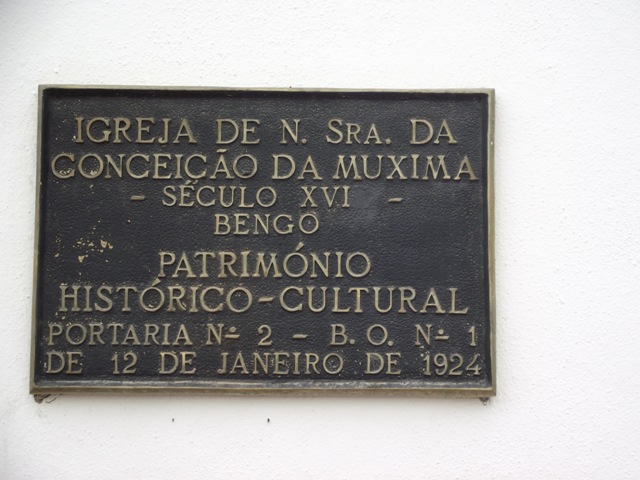 IGREJA DE N. SRA. DA
CONCEIÇÃO DA MUXIMA
- SÉCULO XVI -
BENGO
PATRIMÓNIO
HISTÓRICO-CULTURAL
PORTARIA Nº 2 - B. O. Nº 1
DE 12 DE JANEIRO DE 1924